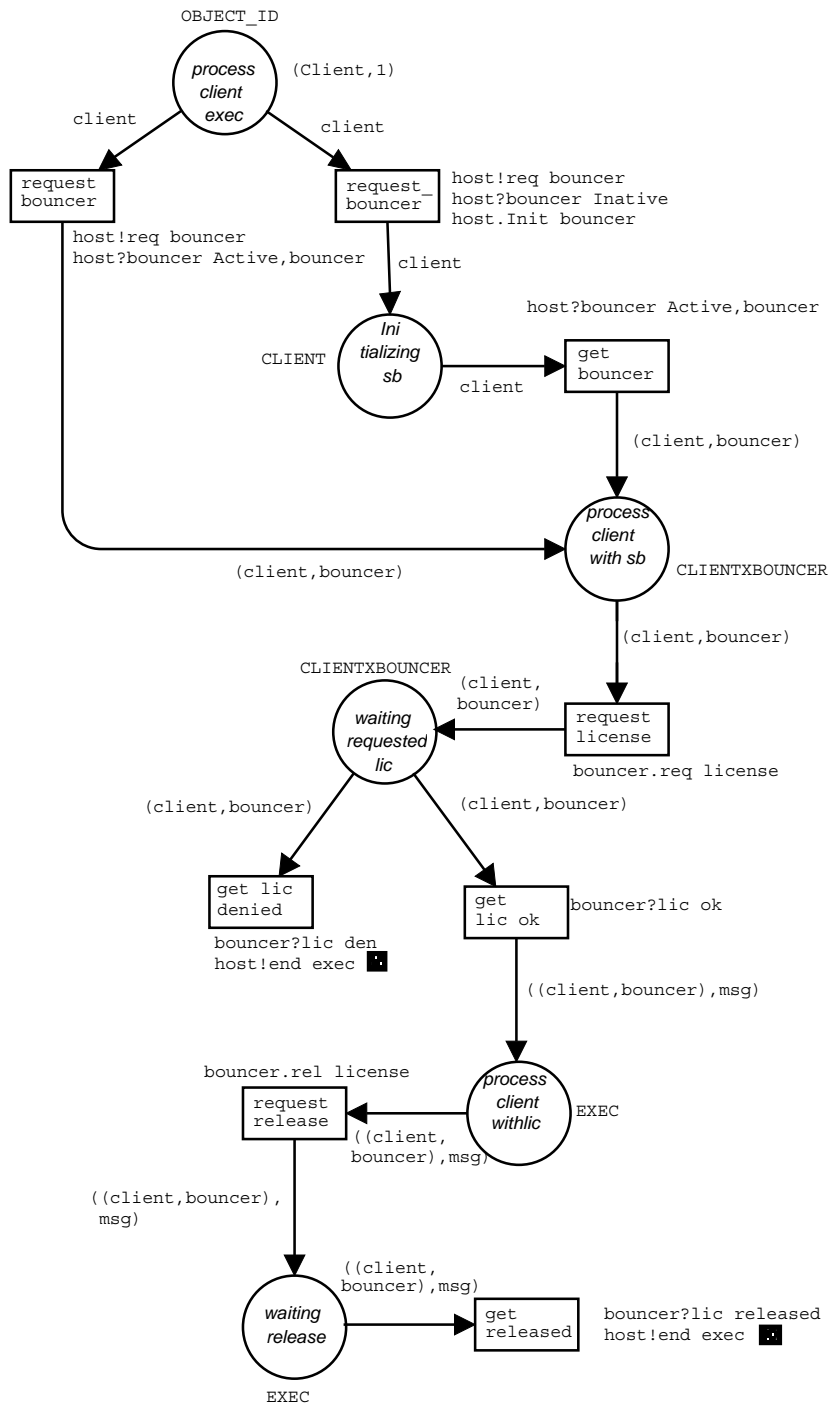 OBJECT_ID
process
client
exec
(Client,1)
client
client
request
bouncer
request_
bouncer
host!req bouncer
host?bouncer Inative
host.Init bouncer
host!req bouncer
host?bouncer Active,bouncer
client
host?bouncer Active,bouncer
CLIENT
Ini
tializing
sb
client
get
bouncer
(client,bouncer)
process
client
with sb
CLIENTXBOUNCER
(client,bouncer)
(client,bouncer)
CLIENTXBOUNCER
(client,
bouncer)
waiting
requested
lic
request
license
bouncer.req license
(client,bouncer)
(client,bouncer)
get lic
denied
get
lic ok
bouncer?lic ok
bouncer?lic den
host!end exec
((client,bouncer),msg)
bouncer.rel license
request
release
process
client
withlic
EXEC
((client,
bouncer),msg)
((client,bouncer),
msg)
((client,
bouncer),msg)
waiting
release
get
released
bouncer?lic released
host!end exec
EXEC